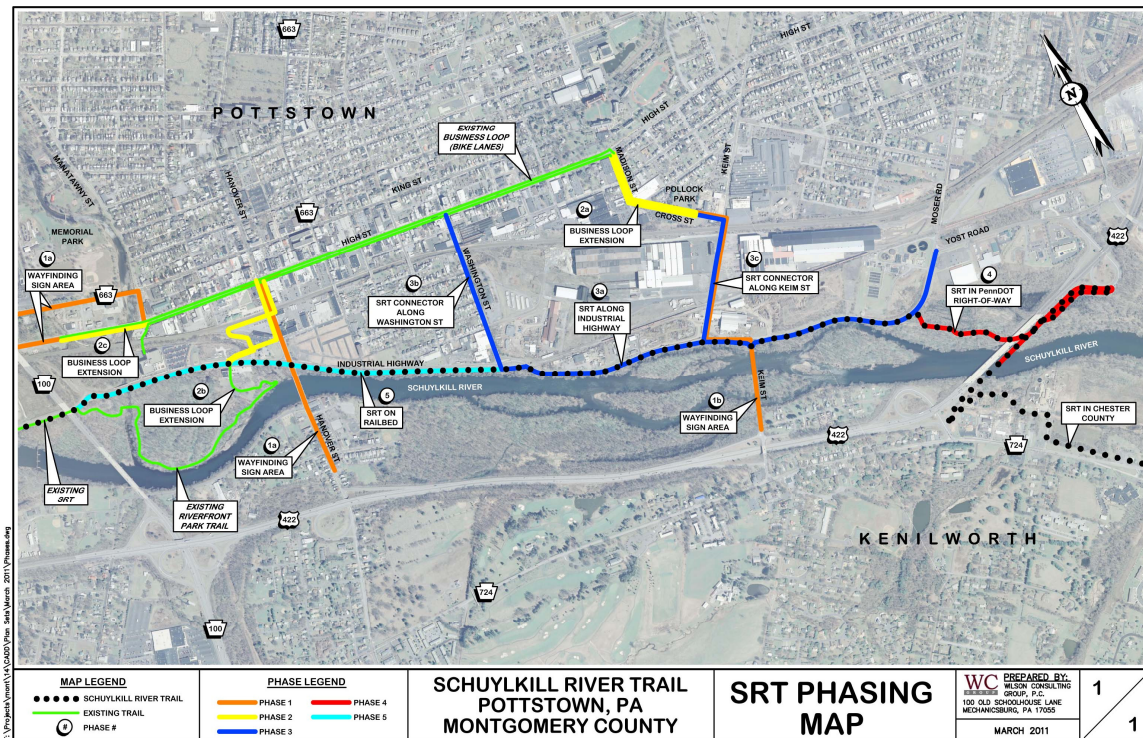 663
HIGH ST
POTTSTOWN
N
EXISTING
BUSINESS LOOP
(BIKE LANES)
HIGH ST
MANATAWNY ST
HANOVER ST
KING ST
MADISON ST
KEIM ST
POLLOCK
PARK
MOSER RD
663
2a
CROSS ST
MEMORIAL
PARK
HIGH ST
BUSINESS LOOP
EXTENSION
YOST ROAD
422
1a
WAYFINDING
SIGN AREA
WASHINGTON ST
3c
SRT CONNECTOR
ALONG KEIM ST
4
SRT IN PennDOT
RIGHT-OF-WAY
663
3b
SRT CONNECTOR
ALONG
WASHINGTON ST
3a
SRT ALONG
INDUSTRIAL
HIGHWAY
2c
BUSINESS LOOP
EXTENSION
INDUSTRIAL HIGHWAY
SCHUYLKILL RIVER
100
2b
BUSINESS LOOP
EXTENSION
5
SRT ON
RAILBED
SCHUYLKILL RIVER
KEIM ST
1b
WAYFINDING
SIGN AREA
SRT IN CHESTER
COUNTY
1a
WAYFINDING
SIGN AREA
HANOVER ST
422
724
EXISTING
SRT
EXISTING
RIVERFRONT
PARK TRAIL
422
KENILWORTH
724
100
MAP LEGEND
SCHUYLKILL RIVER TRAIL
EXISTING TRAIL
# PHASE #
PHASE LEGEND
PHASE 1
PHASE 2
PHASE 3
PHASE 4
PHASE 5
SCHUYLKILL RIVER TRAIL
POTTSTOWN, PA
MONTGOMERY COUNTY
SRT PHASING
MAP
WC
GROUP
PREPARED BY:
WILSON CONSULTING
GROUP, P.C.
100 OLD SCHOOLHOUSE LANE
MECHANICSBURG, PA 17055
MARCH 2011
1
1